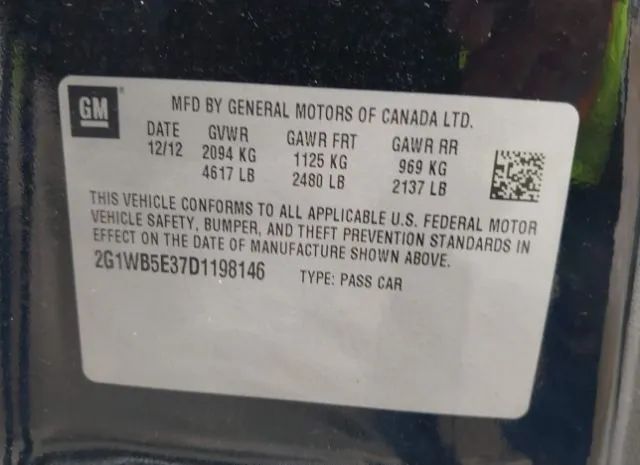 GM
MFD BY GENERAL MOTORS OF CANADA LTD.
DATE GVWR GAWR FRT GAWR RR
12/12 2094 KG 1125 KG 969 KG
4617 LB 2480 LB 2137 LB
THIS VEHICLE CONFORMS TO ALL APPLICABLE U.S. FEDERAL MOTOR
VEHICLE SAFETY, BUMPER, AND THEFT PREVENTION STANDARDS IN
EFFECT ON THE DATE OF MANUFACTURE SHOWN ABOVE.
2G1WB5E37D1198146 TYPE: PASS CAR